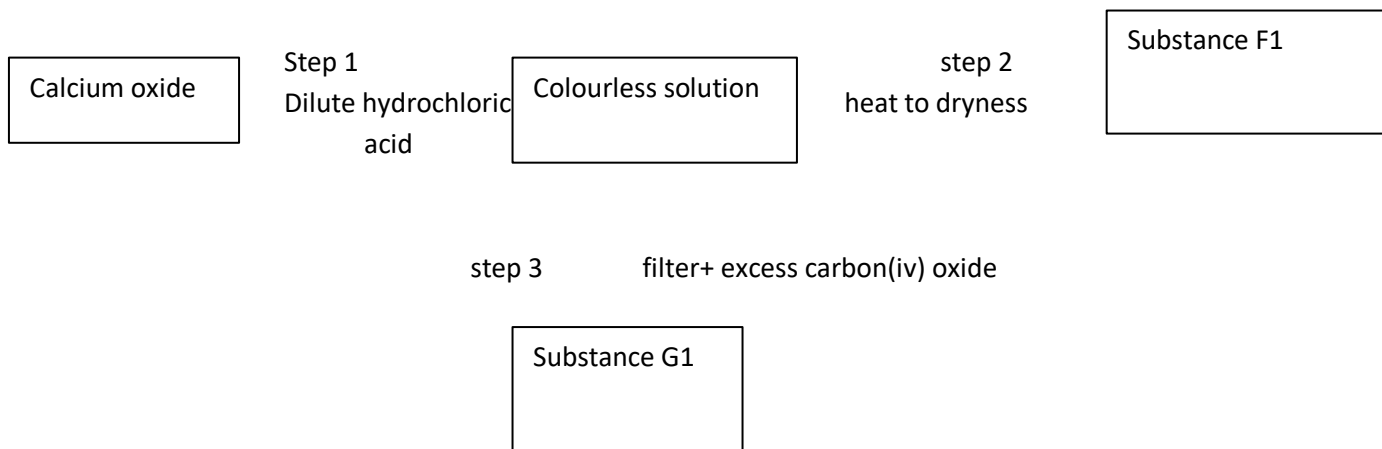 Calcium oxide
Step 1
Dilute hydrochloric
acid
Colourless solution
step 2
heat to dryness
Substance F1
step 3 filter+ excess carbon(iv) oxide
Substance G1